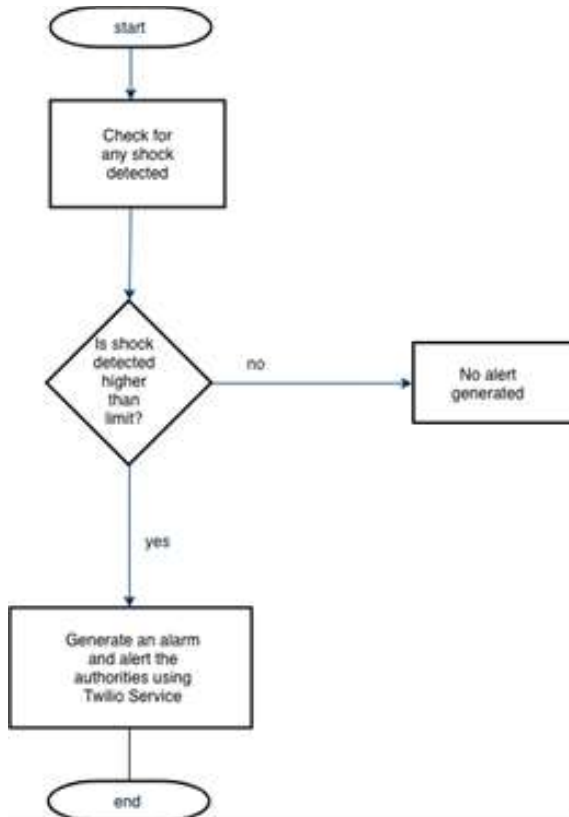 start
Check for
any shock
detected
Is shock
detected
higher
than
limit?
no
No alert
generated
yes
Generate an alarm
and alert the
authorities using
Twilio Service
end